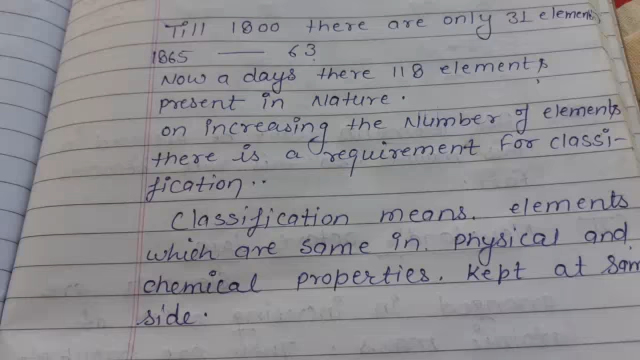 Till 1800 there are only 31 elements
1865 — 63
Now a days there 118 elements
present in Nature.
on increasing the Number of elements
there is a requirement for classi-
fication..
Classification means. elements
which are same in. physical and
chemical properties. kept at sam
side.